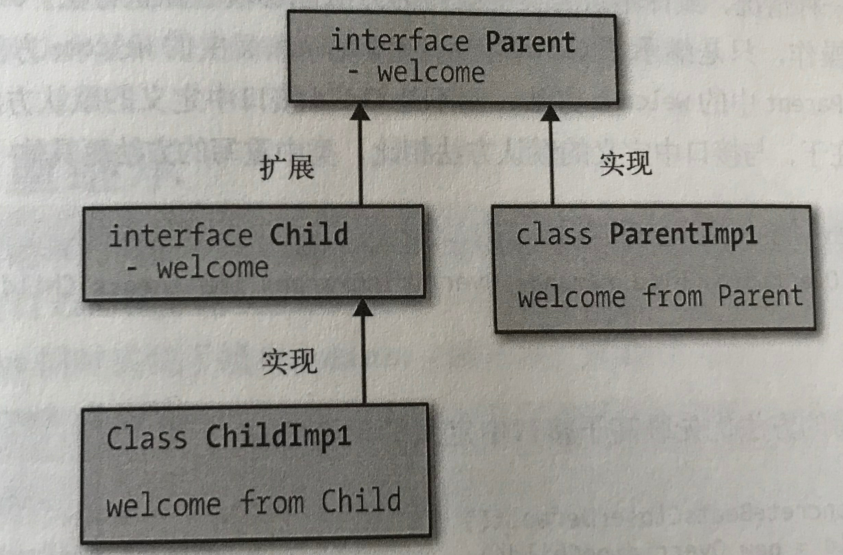 interface Parent
- welcome
扩展
实现
interface Child
- welcome
class ParentImp1
welcome from Parent
实现
Class ChildImp1
welcome from Child